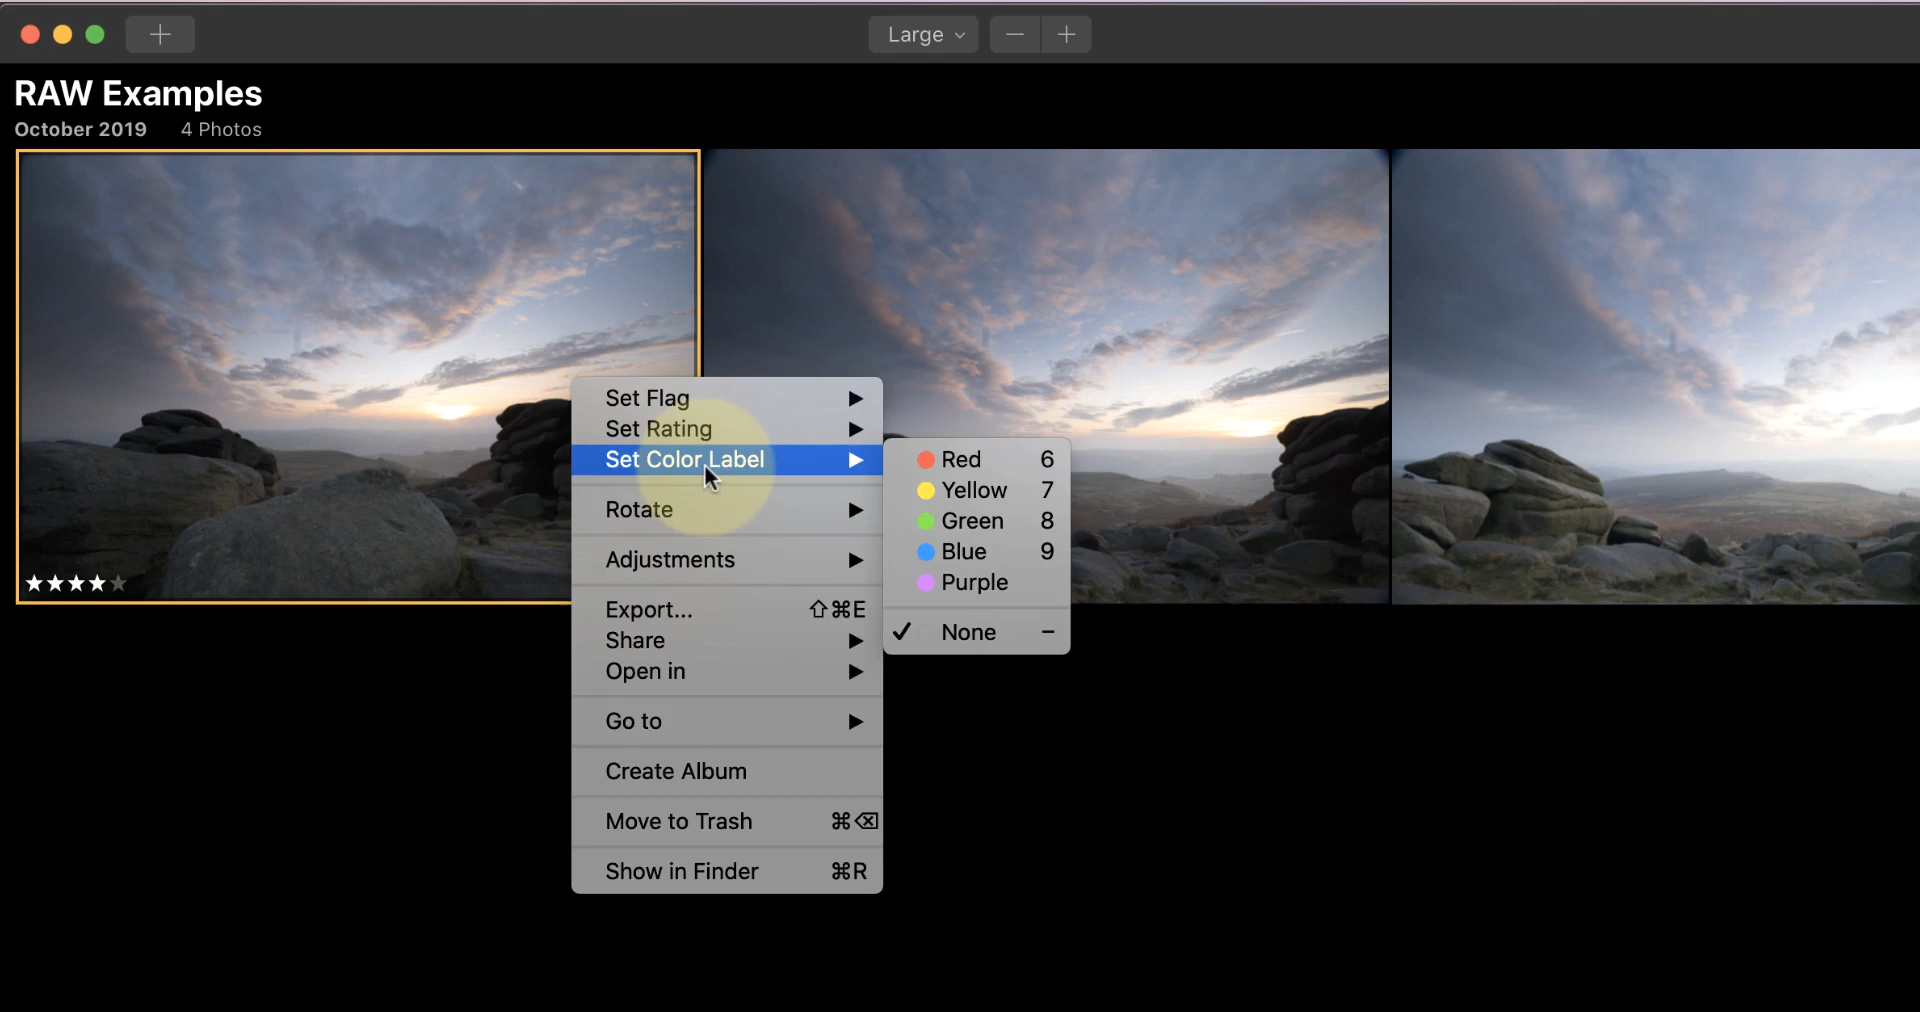 Large
RAW Examples
October 2019 4 Photos
Set Flag
Set Rating
Set Color Label
Rotate
Adjustments
Export... ⇧⌘E
Share
Open in
Go to
Create Album
Move to Trash ⌘⌫
Show in Finder ⌘R
Red 6
Yellow 7
Green 8
Blue 9
Purple
✓ None –